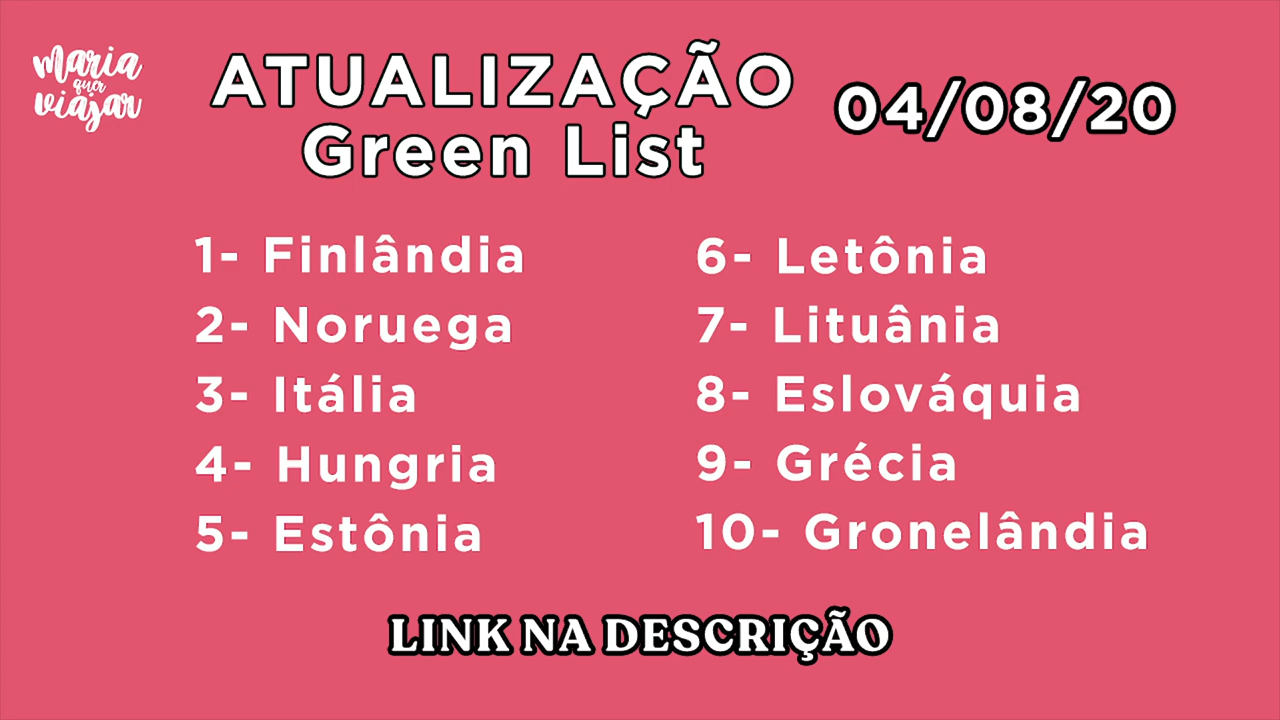 maria
quer
viajar
ATUALIZAÇÃO
Green List
04/08/20
1- Finlândia
2- Noruega
3- Itália
4- Hungria
5- Estônia
6- Letônia
7- Lituânia
8- Eslováquia
9- Grécia
10- Gronelândia
LINK NA DESCRIÇÃO